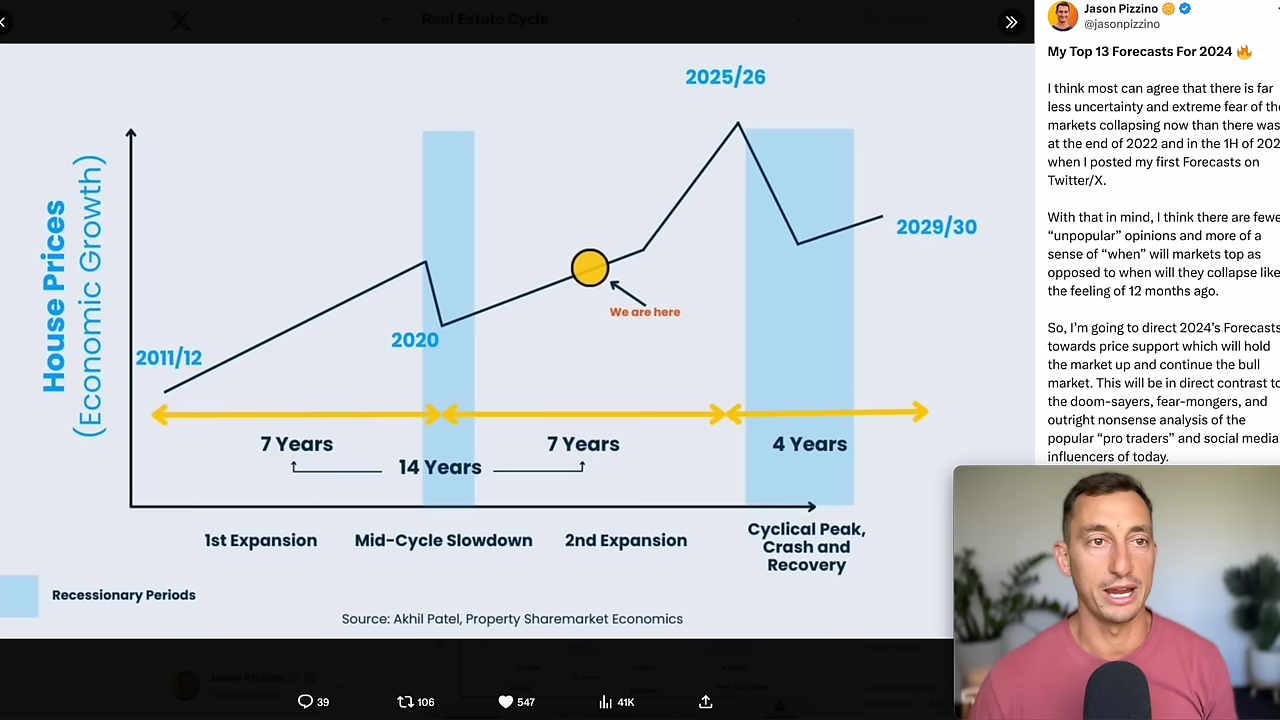 Real Estate Cycle
2025/26
House Prices
(Economic Growth)
2011/12
2020
We are here
2029/30
7 Years
7 Years
4 Years
14 Years
1st Expansion
Mid-Cycle Slowdown
2nd Expansion
Cyclical Peak,
Crash and
Recovery
Recessionary Periods
Source: Akhil Patel, Property Sharemarket Economics
Jason Pizzino
39
106
547
41K
Jason Pizzino
@jasonpizzino
My Top 13 Forecasts For 2024 🔥
I think most can agree that there is far
less uncertainty and extreme fear of the
markets collapsing now than there was
at the end of 2022 and in the 1H of 202
when I posted my first Forecasts on
Twitter/X.
With that in mind, I think there are fewe
“unpopular” opinions and more of a
sense of “when” will markets top as
opposed to when will they collapse like
the feeling of 12 months ago.
So, I’m going to direct 2024’s Forecasts
towards price support which will hold
the market up and continue the bull
market. This will be in direct contrast to
the doom-sayers, fear-mongers, and
outright nonsense analysis of the
popular “pro traders” and social media
influencers of today.